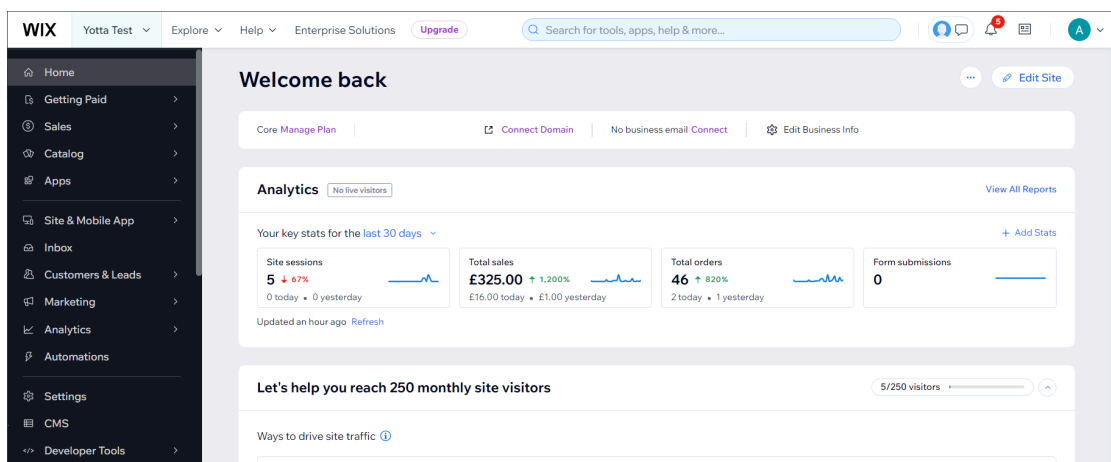 WIX Yotta Test Explore Help Enterprise Solutions Upgrade Search for tools, apps, help & more... 5 A
Home
Getting Paid
Sales
Catalog
Apps
Site & Mobile App
Inbox
Customers & Leads
Marketing
Analytics
Automations
Settings
CMS
Developer Tools
Welcome back ... Edit Site
Core Manage Plan Connect Domain No business email Connect Edit Business Info
Analytics No live visitors View All Reports
Your key stats for the last 30 days + Add Stats
Site sessions
5 ↓ 67%
0 today • 0 yesterday
Total sales
£325.00 ↑ 1,200%
£16.00 today • £1.00 yesterday
Total orders
46 ↑ 820%
2 today • 1 yesterday
Form submissions
0
Updated an hour ago Refresh
Let's help you reach 250 monthly site visitors 5/250 visitors
Ways to drive site traffic